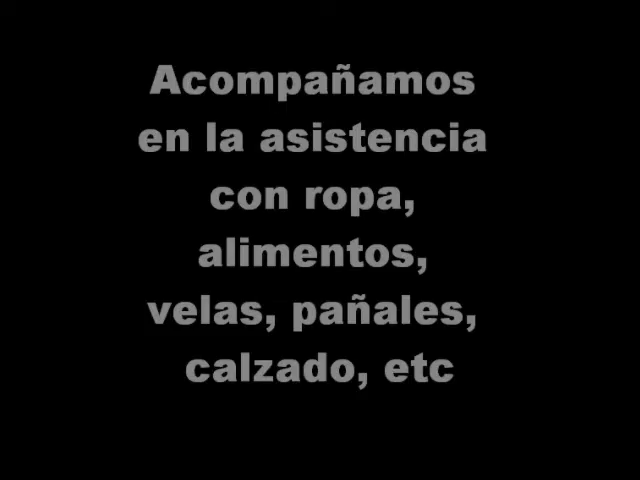 Acompañamos
en la asistencia
con ropa,
alimentos,
velas, pañales,
calzado, etc